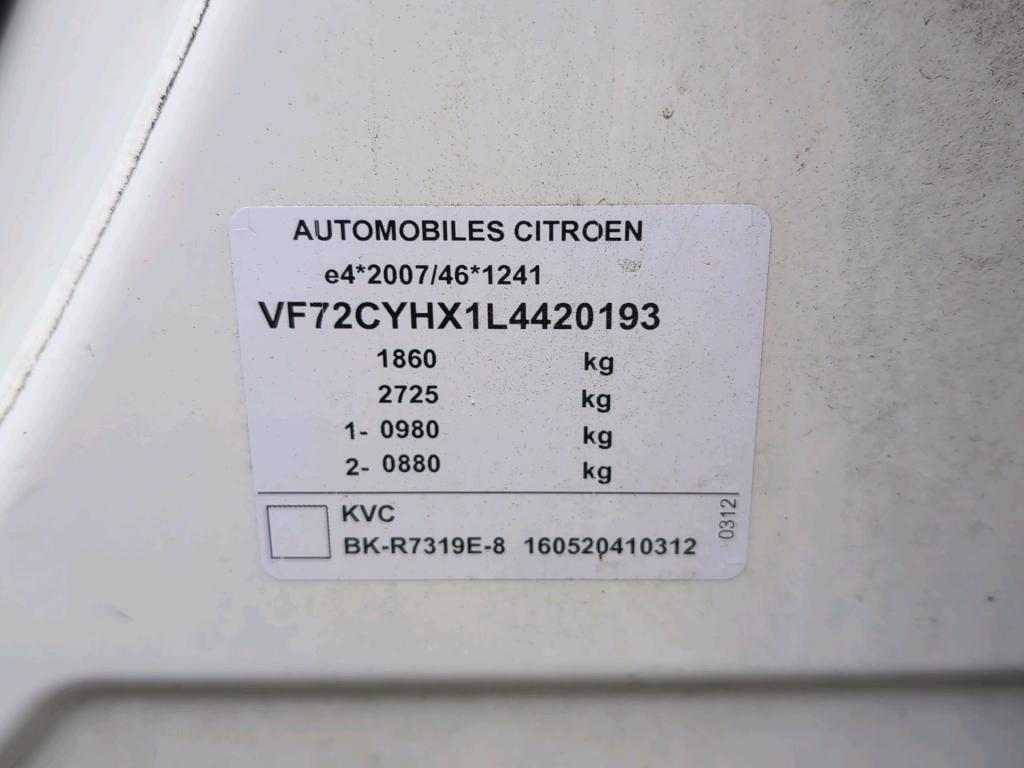 AUTOMOBILES CITROEN
e4*2007/46*1241
VF72CYHX1L4420193
1860 kg
2725 kg
1- 0980 kg
2- 0880 kg
KVC
BK-R7319E-8 160520410312
0312